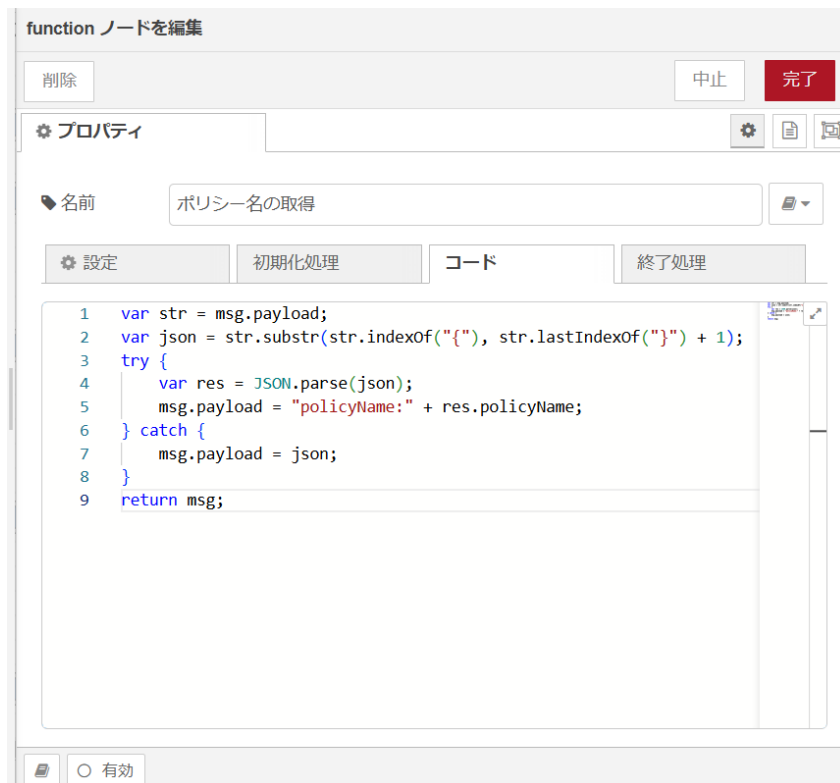 function ノードを編集
削除
中止
完了
プロパティ
名前
ポリシー名の取得
設定
初期化処理
コード
終了処理
1 var str = msg.payload;
2 var json = str.substr(str.indexOf("{"), str.lastIndexOf("}") + 1);
3 try {
4     var res = JSON.parse(json);
5     msg.payload = "policyName:" + res.policyName;
6 } catch {
7     msg.payload = json;
8 }
9 return msg;
有効